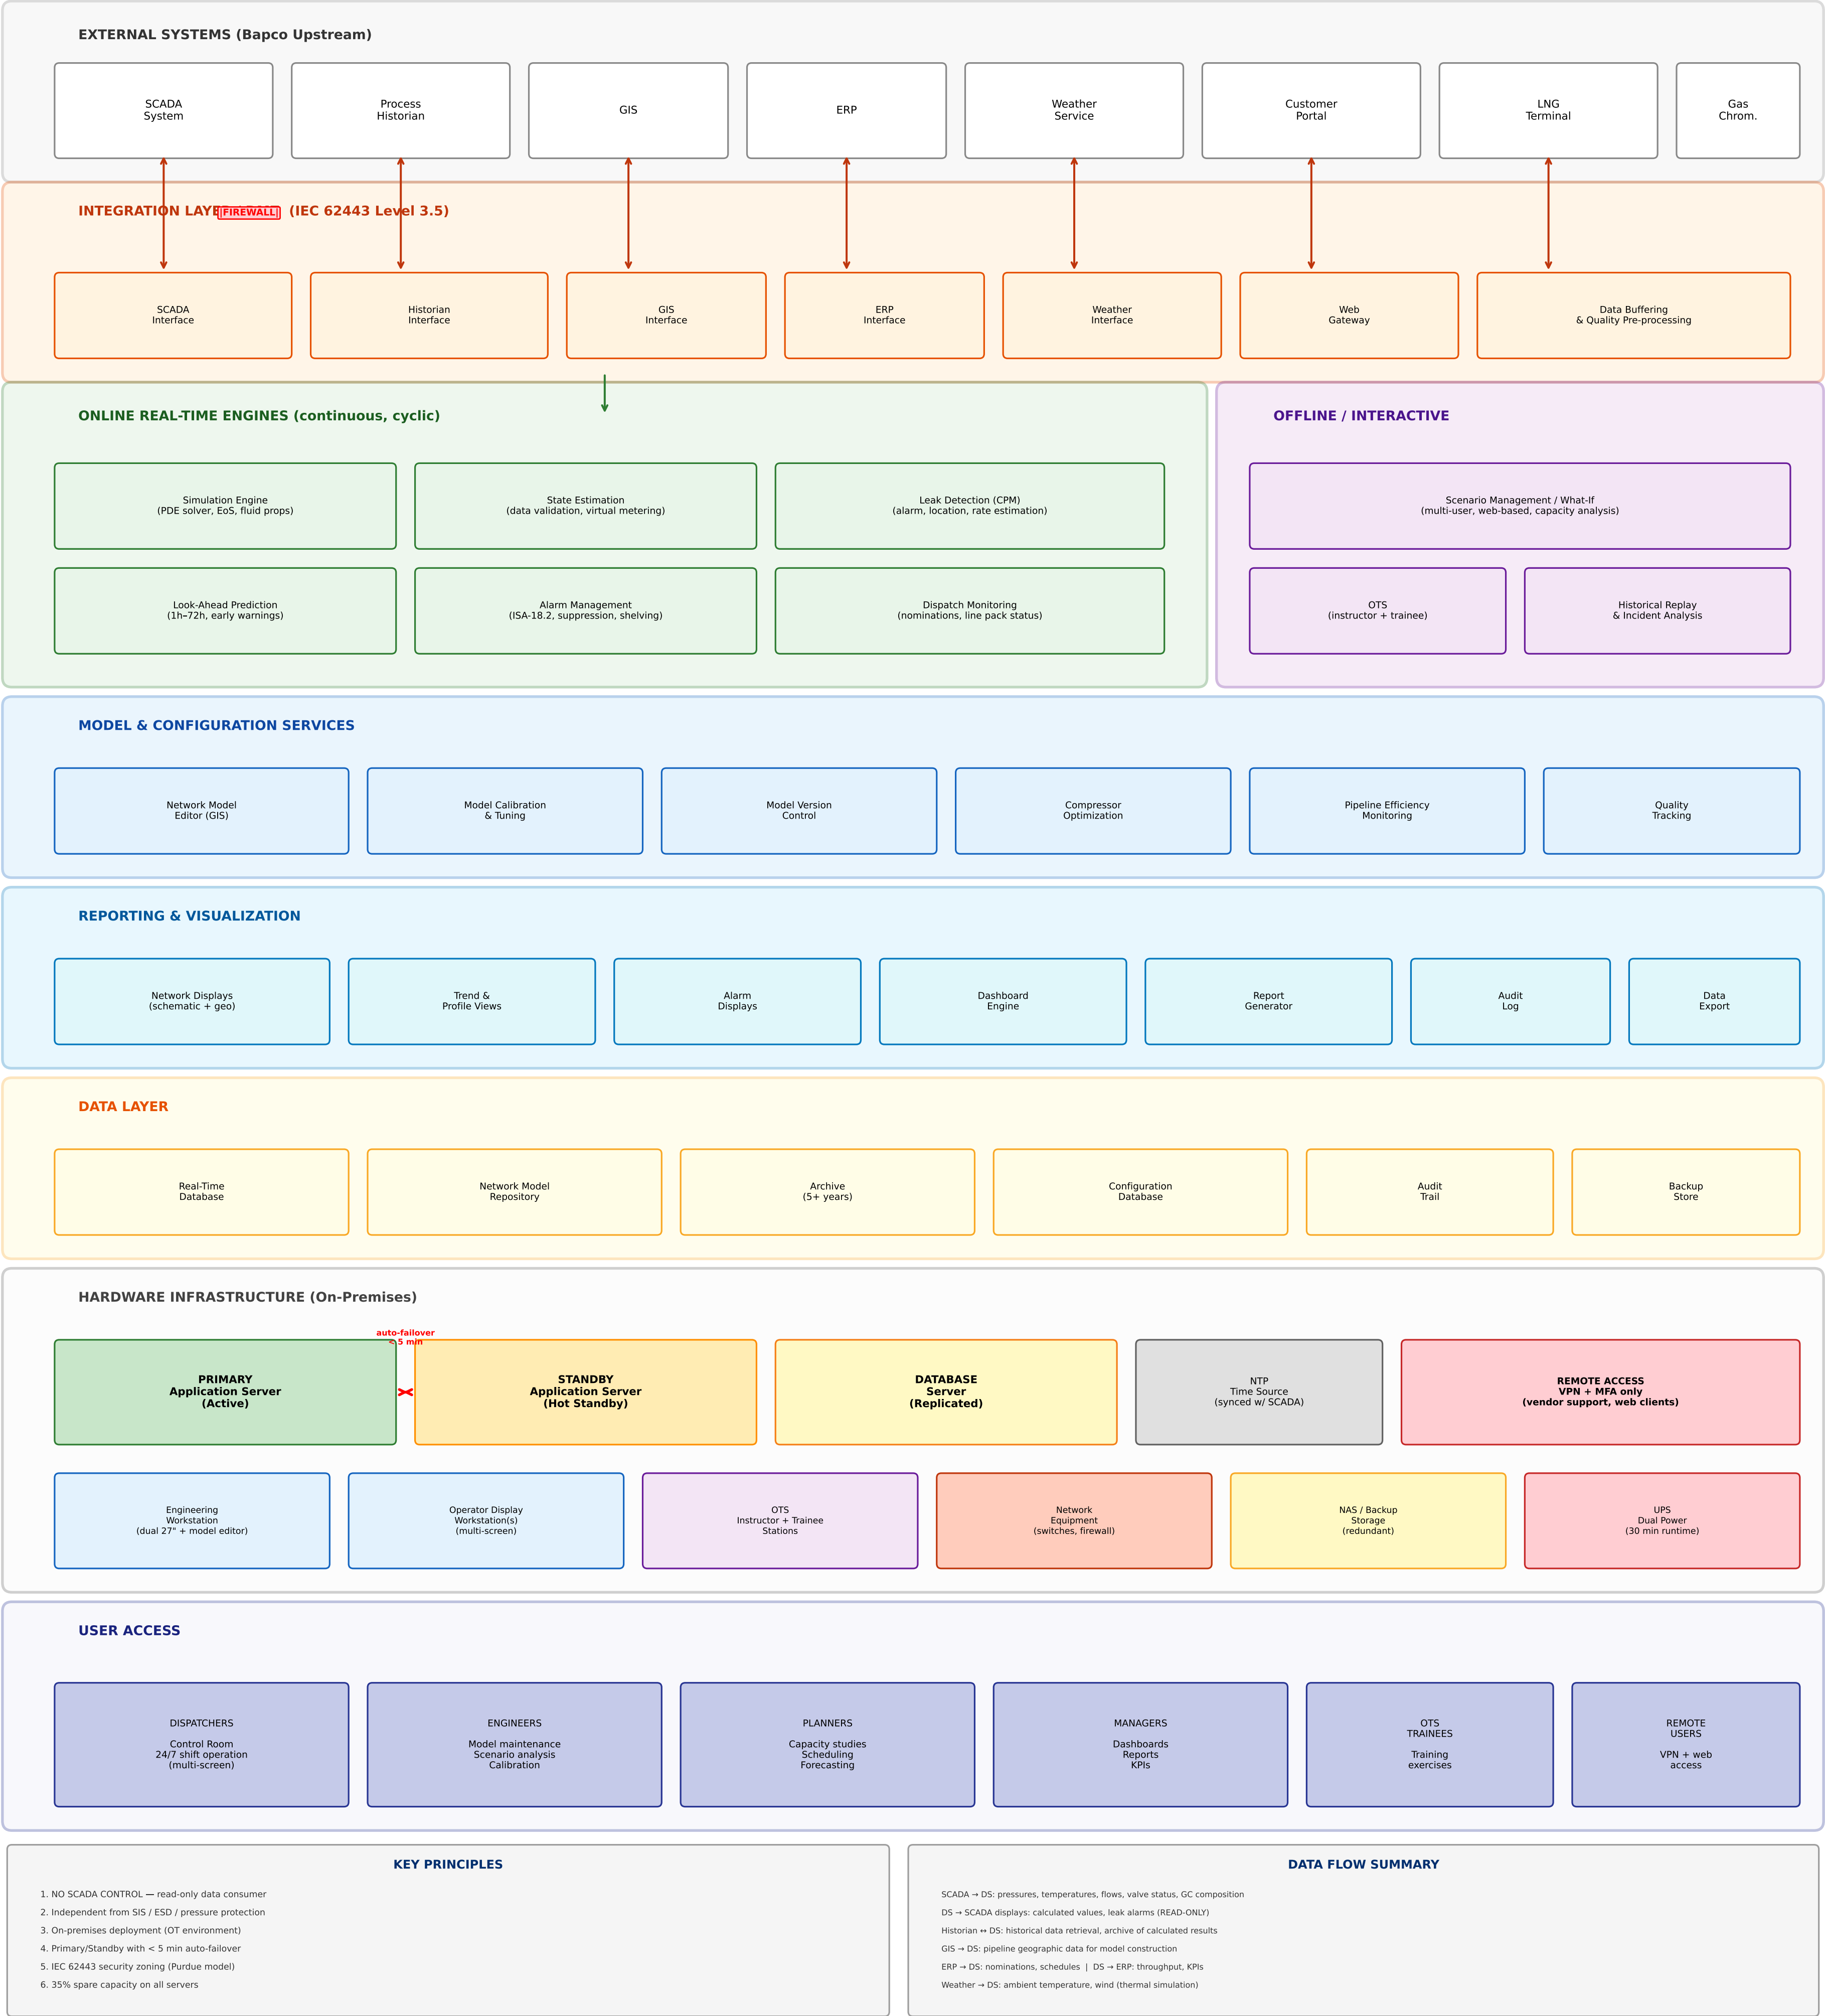 EXTERNAL SYSTEMS (Bapco Upstream)
SCADA
System
Process
Historian
GIS
ERP
Weather
Service
Customer
Portal
LNG
Terminal
Gas
Chrom.
INTEGRATION LAYER
[FIREWALL]
(IEC 62443 Level 3.5)
SCADA
Interface
Historian
Interface
GIS
Interface
ERP
Interface
Weather
Interface
Web
Gateway
Data Buffering
& Quality Pre-processing
ONLINE REAL-TIME ENGINES (continuous, cyclic)
Simulation Engine
(PDE solver, EoS, fluid props)
State Estimation
(data validation, virtual metering)
Leak Detection (CPM)
(alarm, location, rate estimation)
Look-Ahead Prediction
(1h–72h, early warnings)
Alarm Management
(ISA-18.2, suppression, shelving)
Dispatch Monitoring
(nominations, line pack status)
OFFLINE / INTERACTIVE
Scenario Management / What-If
(multi-user, web-based, capacity analysis)
OTS
(instructor + trainee)
Historical Replay
& Incident Analysis
MODEL & CONFIGURATION SERVICES
Network Model
Editor (GIS)
Model Calibration
& Tuning
Model Version
Control
Compressor
Optimization
Pipeline Efficiency
Monitoring
Quality
Tracking
REPORTING & VISUALIZATION
Network Displays
(schematic + geo)
Trend &
Profile Views
Alarm
Displays
Dashboard
Engine
Report
Generator
Audit
Log
Data
Export
DATA LAYER
Real-Time
Database
Network Model
Repository
Archive
(5+ years)
Configuration
Database
Audit
Trail
Backup
Store
HARDWARE INFRASTRUCTURE (On-Premises)
auto-failover
< 5 min
PRIMARY
Application Server
(Active)
STANDBY
Application Server
(Hot Standby)
DATABASE
Server
(Replicated)
NTP
Time Source
(synced w/ SCADA)
REMOTE ACCESS
VPN + MFA only
(vendor support, web clients)
Engineering
Workstation
(dual 27" + model editor)
Operator Display
Workstation(s)
(multi-screen)
OTS
Instructor + Trainee
Stations
Network
Equipment
(switches, firewall)
NAS / Backup
Storage
(redundant)
UPS
Dual Power
(30 min runtime)
USER ACCESS
DISPATCHERS
Control Room
24/7 shift operation
(multi-screen)
ENGINEERS
Model maintenance
Scenario analysis
Calibration
PLANNERS
Capacity studies
Scheduling
Forecasting
MANAGERS
Dashboards
Reports
KPIs
OTS
TRAINEES
Training
exercises
REMOTE
USERS
VPN + web
access
KEY PRINCIPLES
1. NO SCADA CONTROL — read-only data consumer
2. Independent from SIS / ESD / pressure protection
3. On-premises deployment (OT environment)
4. Primary/Standby with < 5 min auto-failover
5. IEC 62443 security zoning (Purdue model)
6. 35% spare capacity on all servers
DATA FLOW SUMMARY
SCADA → DS: pressures, temperatures, flows, valve status, GC composition
DS → SCADA displays: calculated values, leak alarms (READ-ONLY)
Historian ↔ DS: historical data retrieval, archive of calculated results
GIS → DS: pipeline geographic data for model construction
ERP → DS: nominations, schedules | DS → ERP: throughput, KPIs
Weather → DS: ambient temperature, wind (thermal simulation)